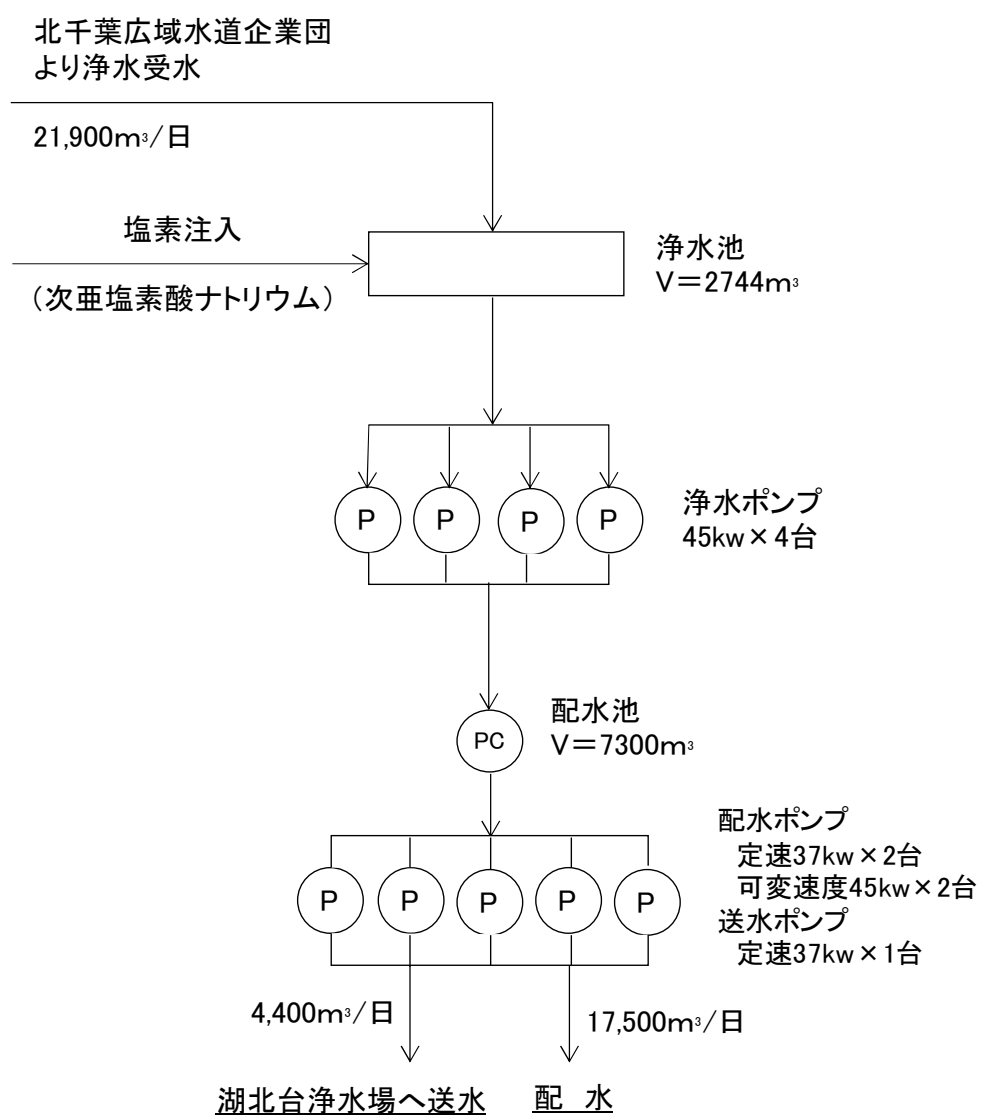 北千葉広域水道企業団
より浄水受水
21,900m³/日
塩素注入
（次亜塩素酸ナトリウム）
浄水池
V＝2744m³
P P P P
浄水ポンプ
45kw×4台
配水池
V＝7300m³
PC
配水ポンプ
定速37kw×2台
可変速度45kw×2台
送水ポンプ
定速37kw×1台
P P P P P
4,400m³/日
17,500m³/日
湖北台浄水場へ送水
配　水